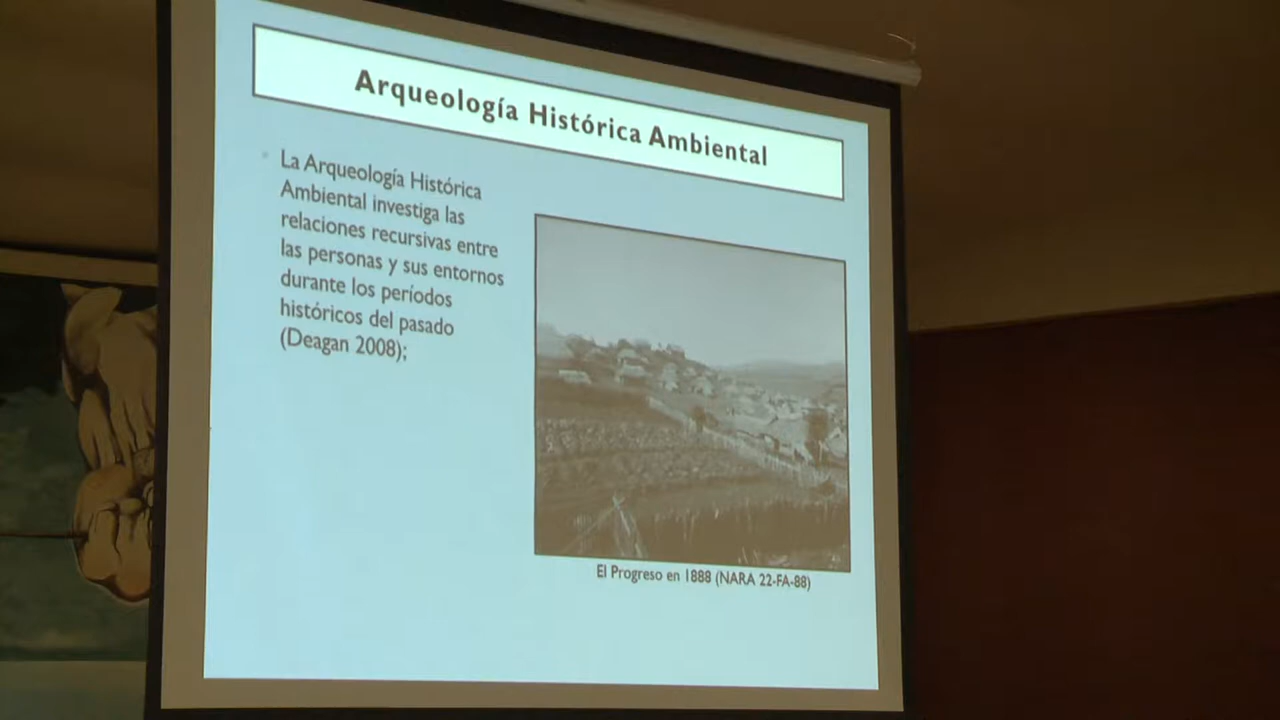 Arqueología Histórica Ambiental
La Arqueología Histórica
Ambiental investiga las
relaciones recursivas entre
las personas y sus entornos
durante los períodos
históricos del pasado
(Deagan 2008);
El Progreso en 1888 (NARA 22-FA-88)